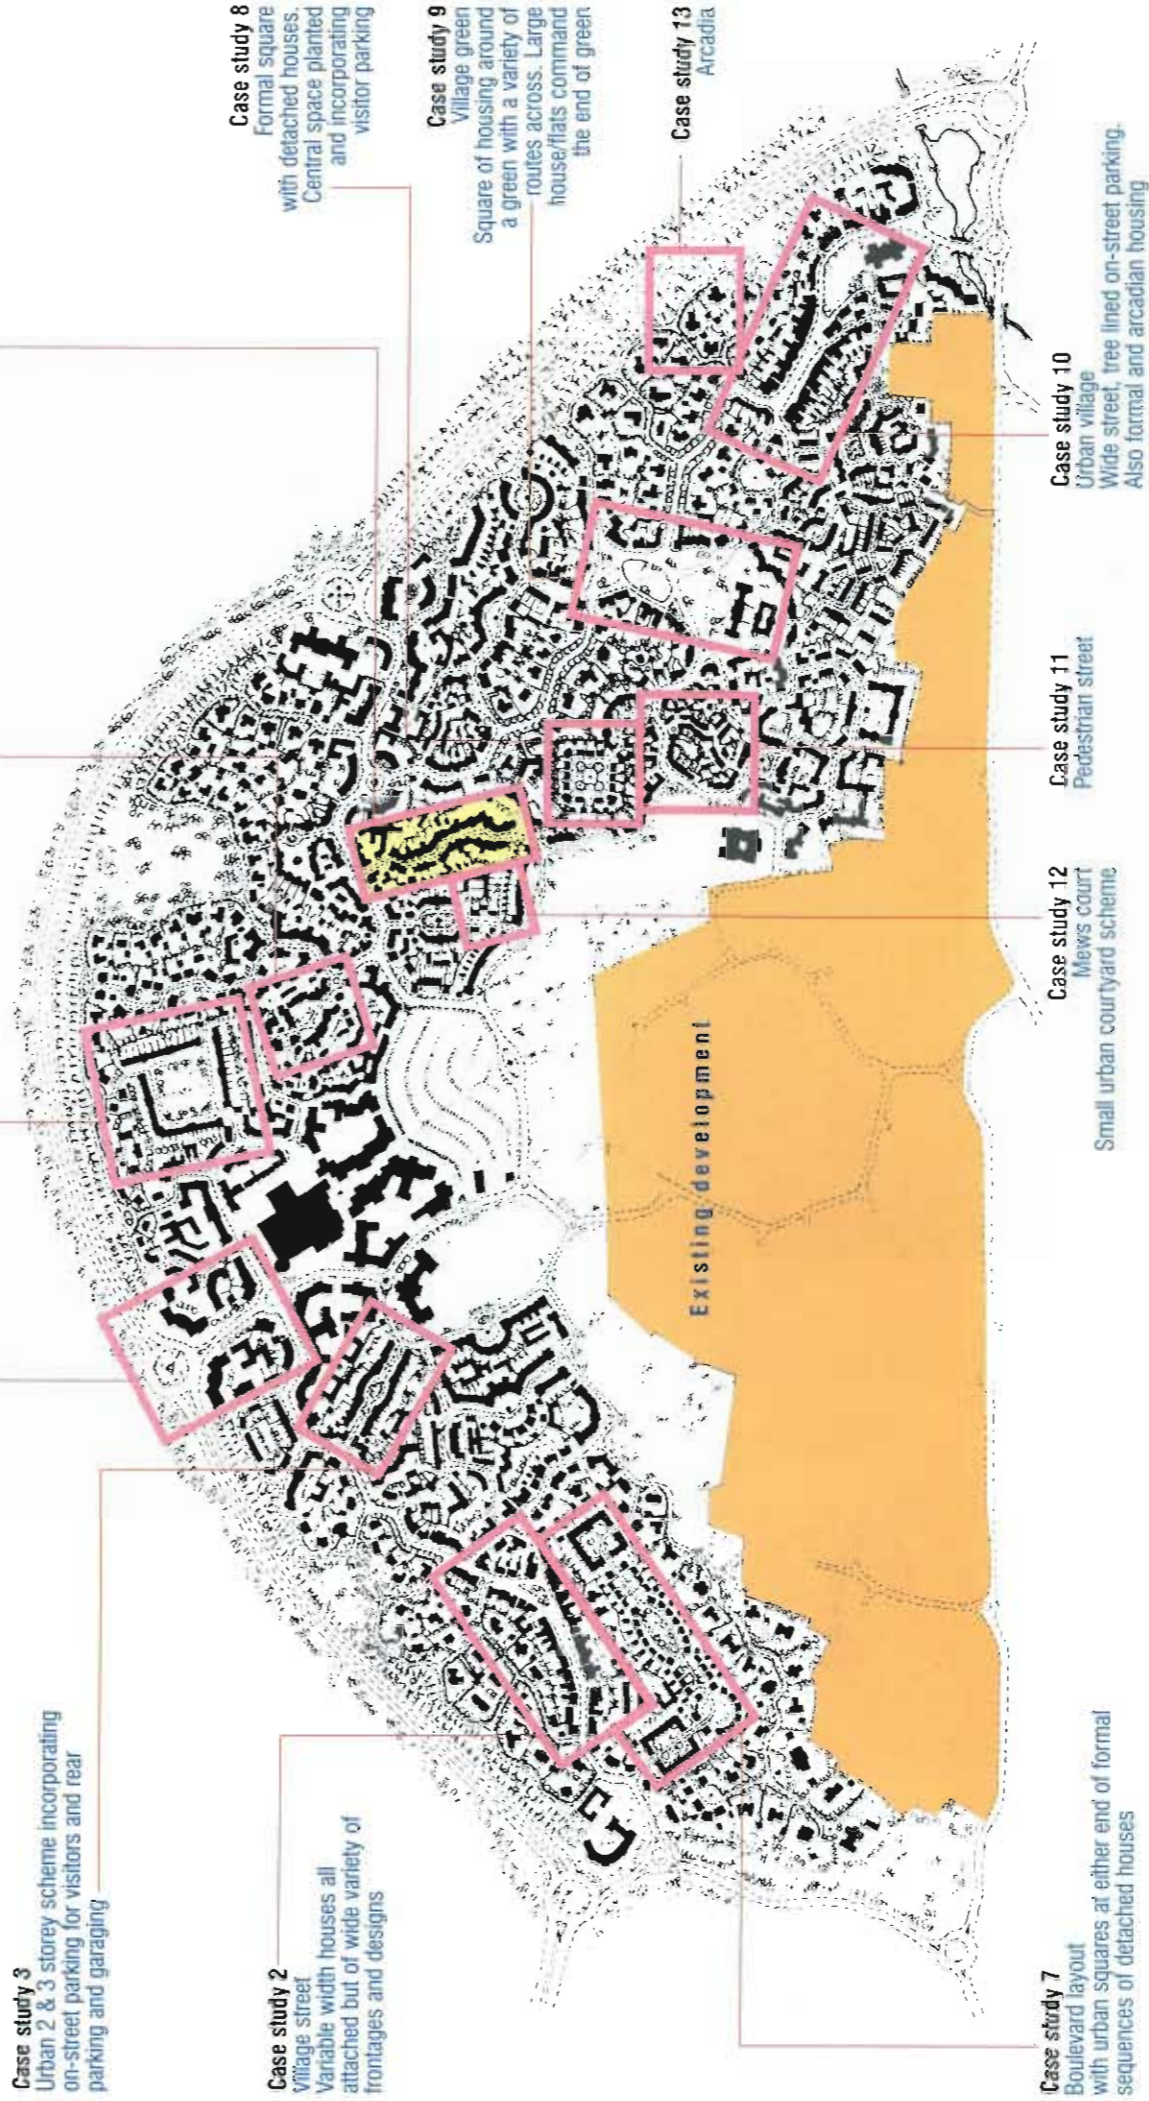 Case study 3
Urban 2 & 3 storey scheme incorporating
on-street parking for visitors and rear
parking and garaging
Case study 2
Village street
Variable width houses all
attached but of wide variety of
frontages and designs
Case study 7
Boulevard layout
with urban squares at either end of formal
sequences of detached houses
Existing development
Case study 12
Mews court
Small urban courtyard scheme
Case study 11
Pedestrian street
Case study 10
Urban village
Wide street, tree lined on-street parking.
Also formal and arcadian housing
Case study 8
Formal square
with detached houses.
Central space planted
and incorporating
visitor parking
Case study 9
Village green
Square of housing around
a green with a variety of
routes across. Large
house/flats command
the end of green
Case study 13
Arcadia